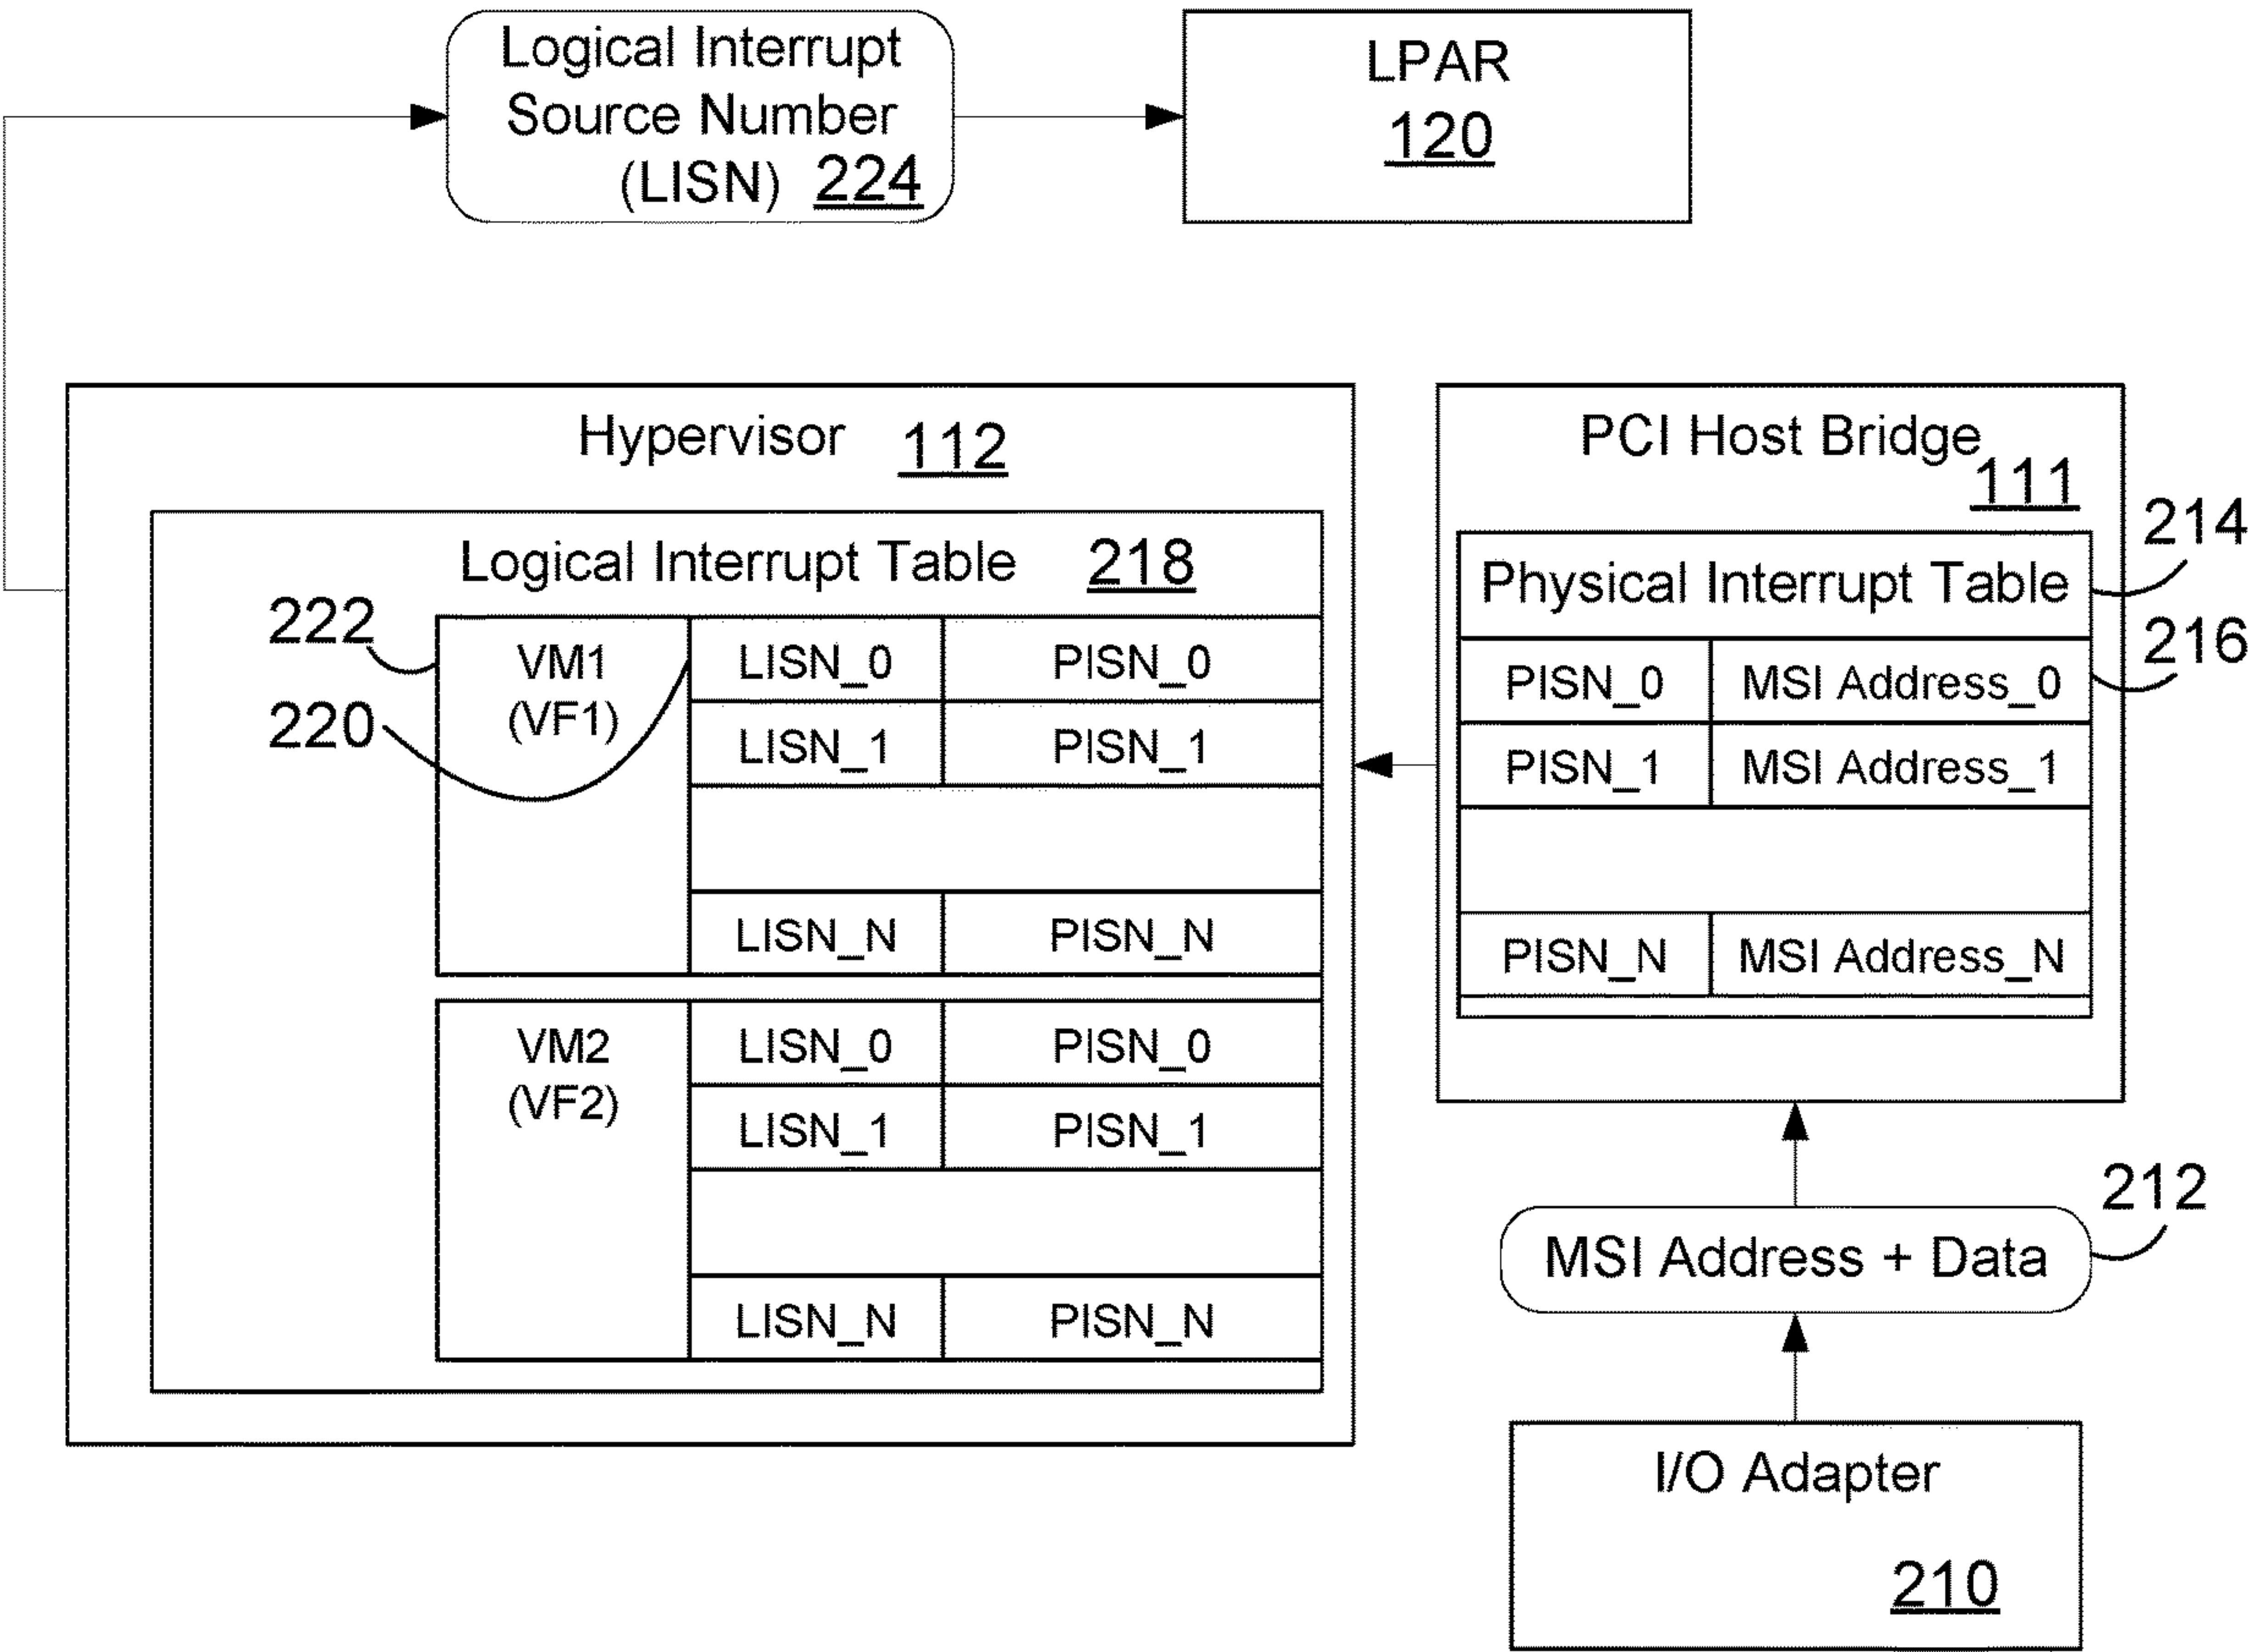 Logical Interrupt
Source Number
(LISN) 224
LPAR
120
Hypervisor 112
Logical Interrupt Table 218
222
220
VM1
(VF1)
LISN_0 PISN_0
LISN_1 PISN_1
LISN_N PISN_N
VM2
(VF2)
LISN_0 PISN_0
LISN_1 PISN_1
LISN_N PISN_N
PCI Host Bridge
111
214
Physical Interrupt Table
216
PISN_0 MSI Address_0
PISN_1 MSI Address_1
PISN_N MSI Address_N
212
MSI Address + Data
I/O Adapter
210